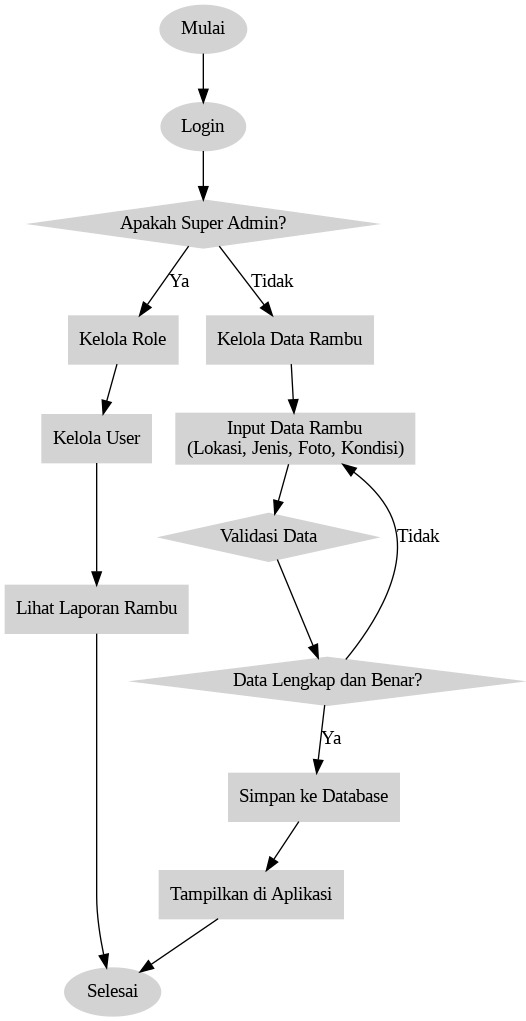 Mulai
Login
Apakah Super Admin?
Ya
Tidak
Kelola Role
Kelola Data Rambu
Kelola User
Input Data Rambu
(Lokasi, Jenis, Foto, Kondisi)
Validasi Data
Tidak
Lihat Laporan Rambu
Data Lengkap dan Benar?
Ya
Simpan ke Database
Tampilkan di Aplikasi
Selesai